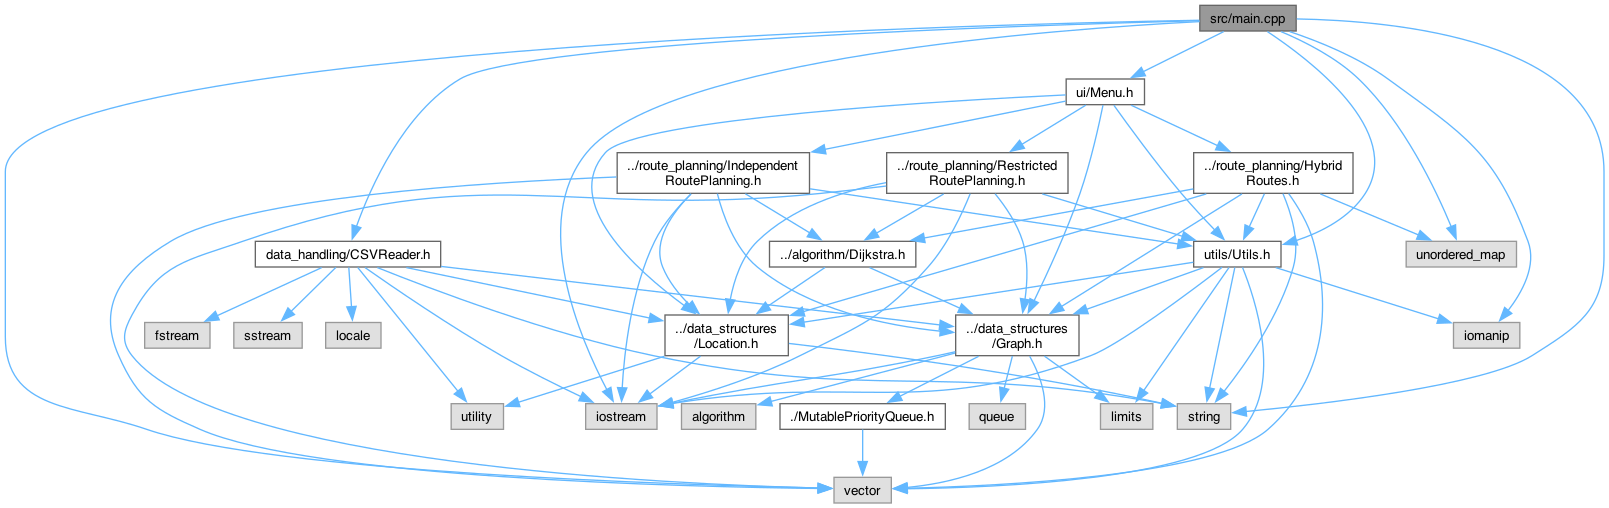 src/main.cpp
ui/Menu.h
../route_planning/Independent
RoutePlanning.h
../route_planning/Restricted
RoutePlanning.h
../route_planning/Hybrid
Routes.h
data_handling/CSVReader.h
../algorithm/Dijkstra.h
utils/Utils.h
unordered_map
fstream
sstream
locale
../data_structures
/Location.h
../data_structures
/Graph.h
iomanip
utility
iostream
algorithm
./MutablePriorityQueue.h
queue
limits
string
vector